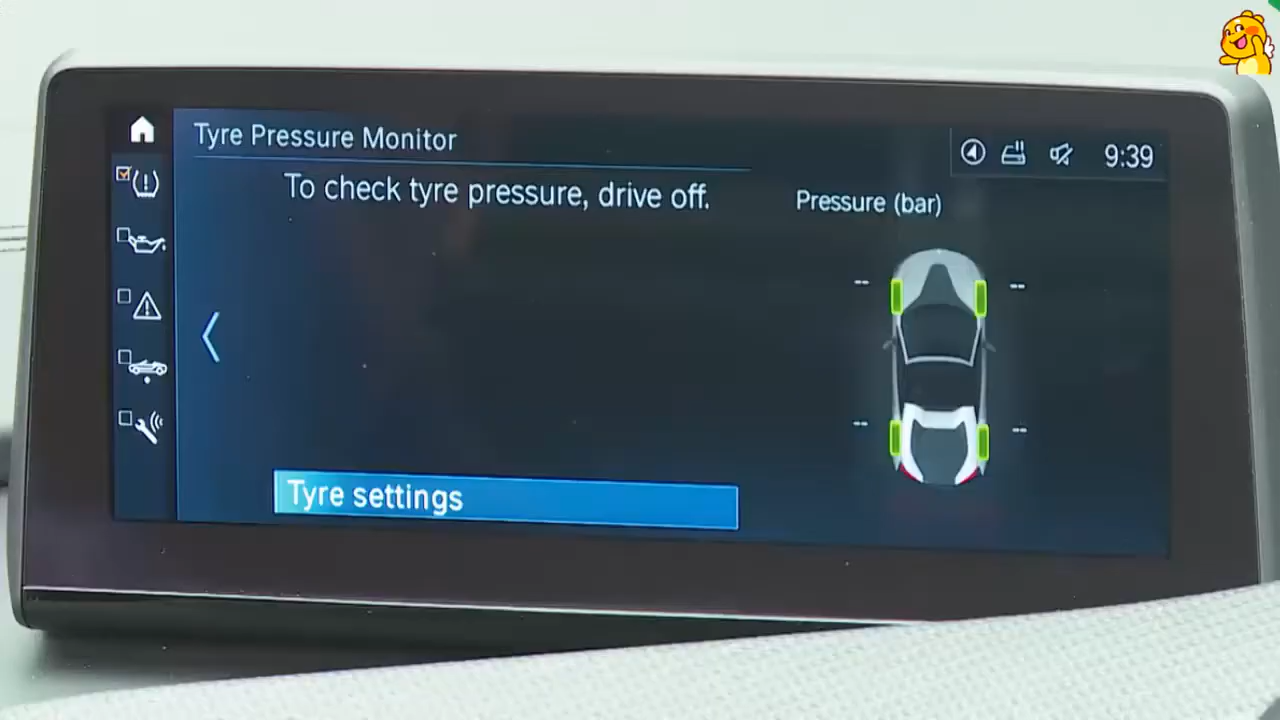 Tyre Pressure Monitor
9:39
To check tyre pressure, drive off.
Pressure (bar)
-- --
-- --
Tyre settings